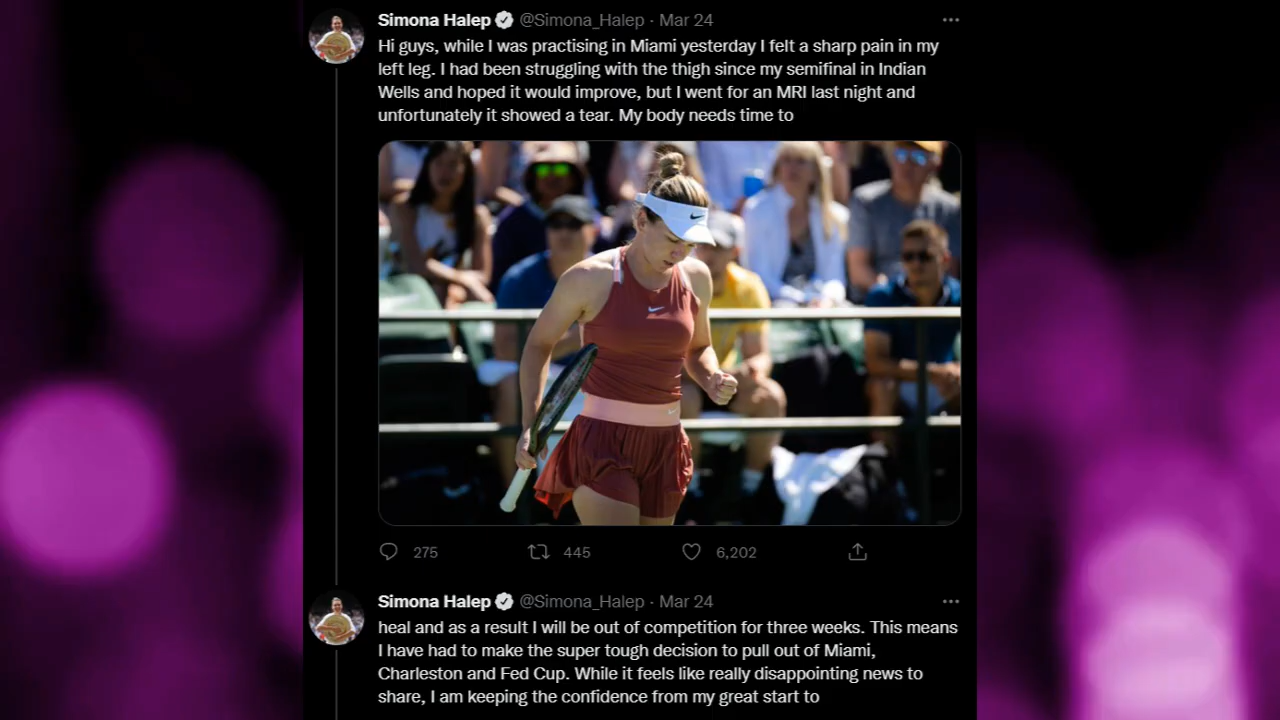 Simona Halep @Simona_Halep · Mar 24
Hi guys, while I was practising in Miami yesterday I felt a sharp pain in my
left leg. I had been struggling with the thigh since my semifinal in Indian
Wells and hoped it would improve, but I went for an MRI last night and
unfortunately it showed a tear. My body needs time to
275 445 6,202
Simona Halep @Simona_Halep · Mar 24
heal and as a result I will be out of competition for three weeks. This means
I have had to make the super tough decision to pull out of Miami,
Charleston and Fed Cup. While it feels like really disappointing news to
share, I am keeping the confidence from my great start to